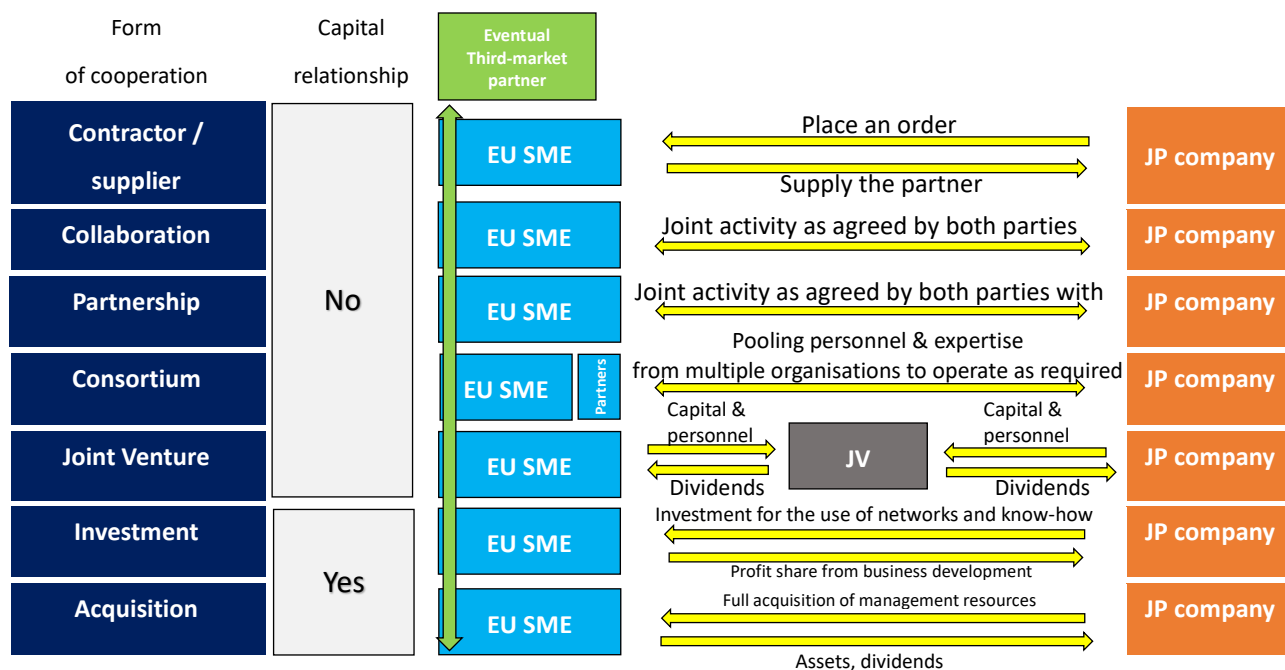 Form
of cooperation
Capital
relationship
Eventual
Third-market
partner
Contractor /
supplier
EU SME
Place an order
Supply the partner
JP company
Collaboration
EU SME
Joint activity as agreed by both parties
JP company
Partnership
No
EU SME
Joint activity as agreed by both parties with
JP company
Consortium
EU SME
Partners
Pooling personnel & expertise
from multiple organisations to operate as required
JP company
Joint Venture
EU SME
Capital &
personnel
Dividends
JV
Capital &
personnel
Dividends
JP company
Investment
Yes
EU SME
Investment for the use of networks and know-how
Profit share from business development
JP company
Acquisition
EU SME
Full acquisition of management resources
Assets, dividends
JP company